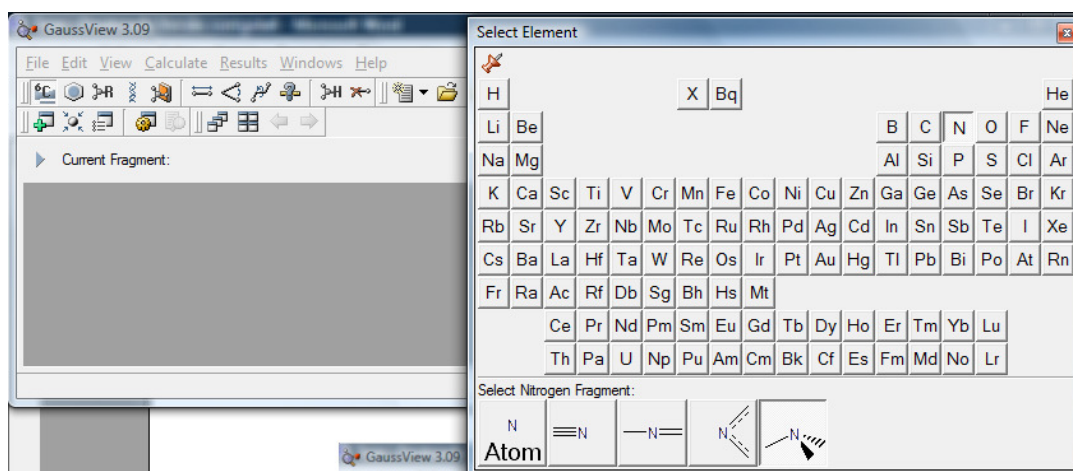 GaussView 3.09
File Edit View Calculate Results Windows Help
Current Fragment:
Select Element
H X Bq He
Li Be B C N O F Ne
Na Mg Al Si P S Cl Ar
K Ca Sc Ti V Cr Mn Fe Co Ni Cu Zn Ga Ge As Se Br Kr
Rb Sr Y Zr Nb Mo Tc Ru Rh Pd Ag Cd In Sn Sb Te I Xe
Cs Ba La Hf Ta W Re Os Ir Pt Au Hg Tl Pb Bi Po At Rn
Fr Ra Ac Rf Db Sg Bh Hs Mt
Ce Pr Nd Pm Sm Eu Gd Tb Dy Ho Er Tm Yb Lu
Th Pa U Np Pu Am Cm Bk Cf Es Fm Md No Lr
Select Nitrogen Fragment:
N N N N N
Atom
GaussView 3.09